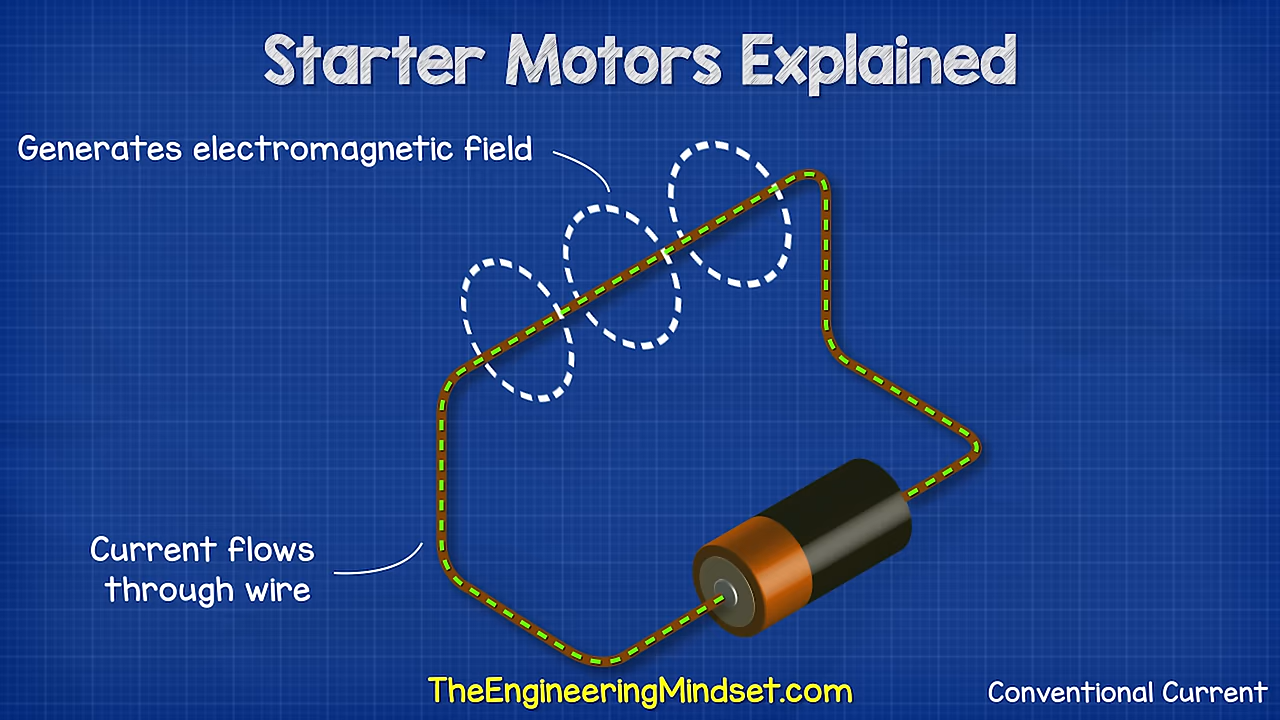 Starter Motors Explained
Generates electromagnetic field
Current flows
through wire
TheEngineeringMindset.com
Conventional Current